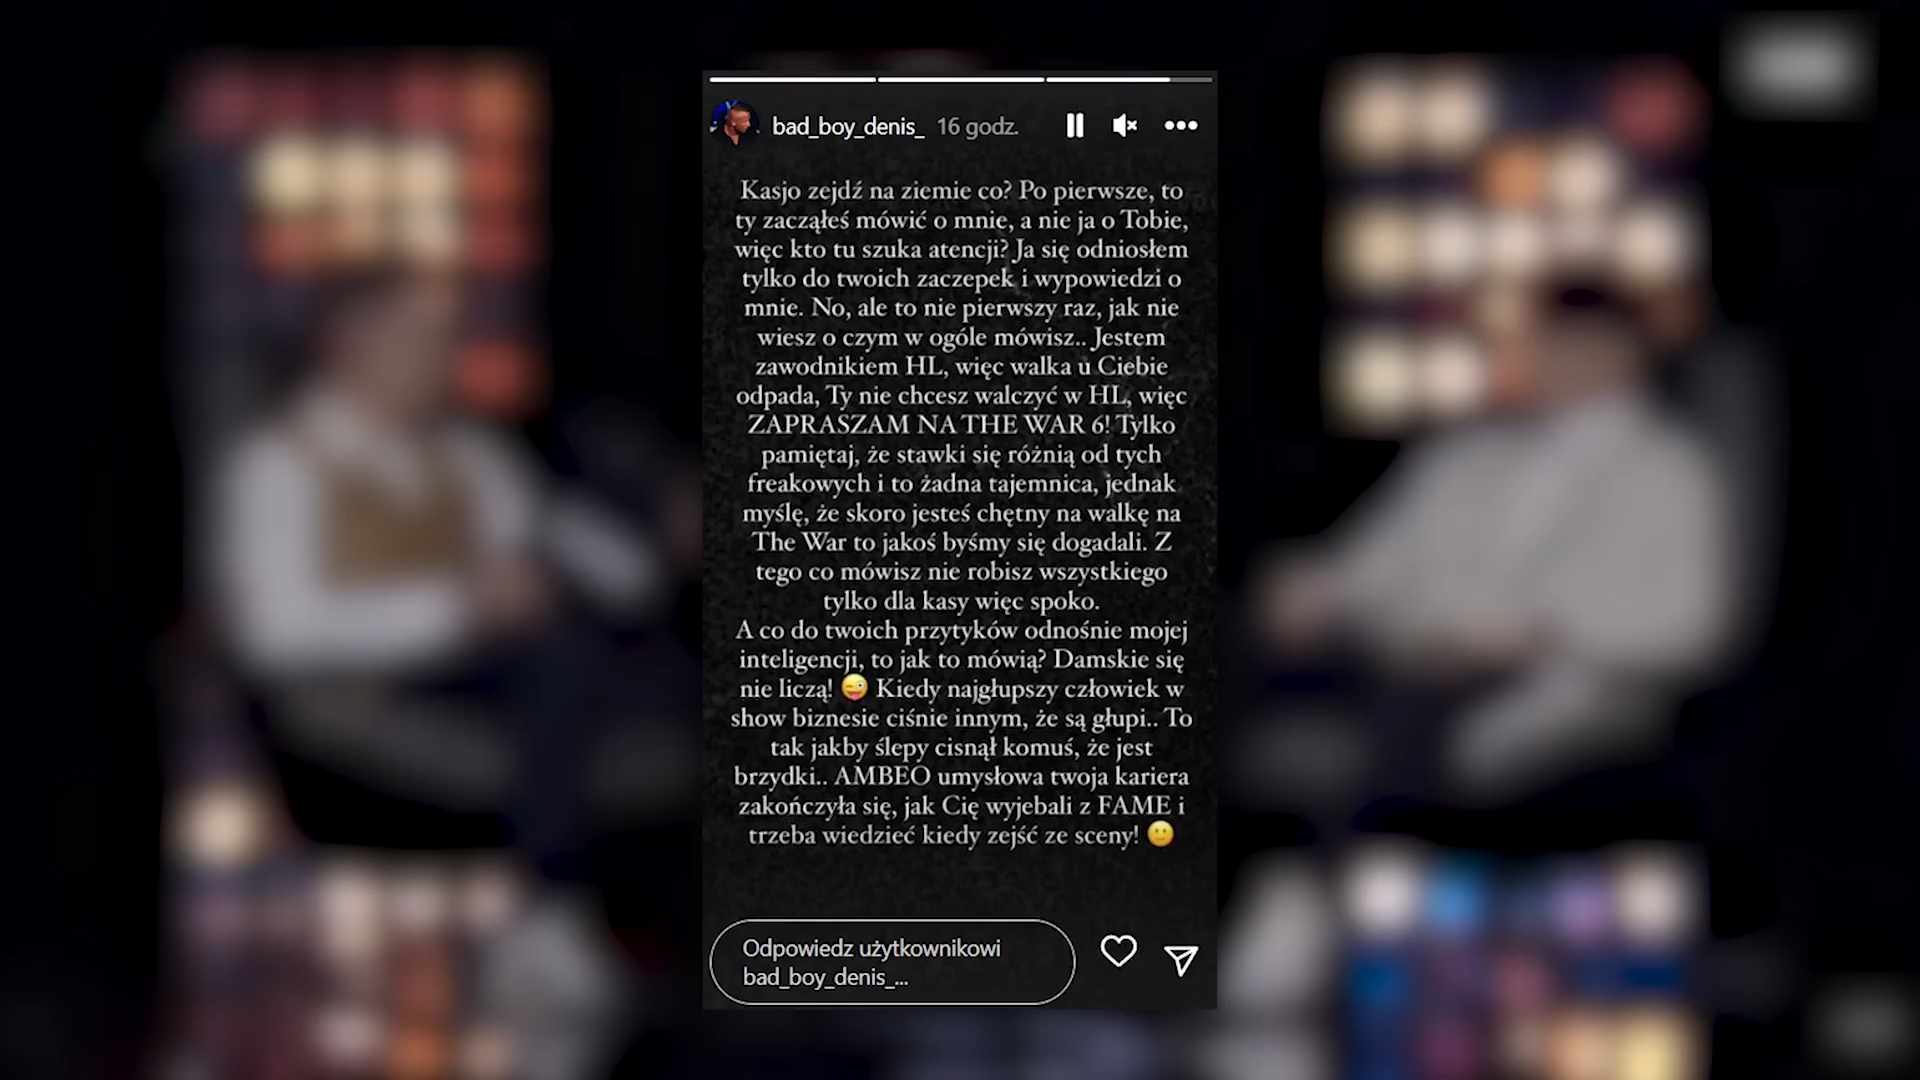 bad_boy_denis_ 16 godz.
Kasjo zejdź na ziemie co? Po pierwsze, to
ty zacząłeś mówić o mnie, a nie ja o Tobie,
więc kto tu szuka atencji? Ja się odniosłem
tylko do twoich zaczepek i wypowiedzi o
mnie. No, ale to nie pierwszy raz, jak nie
wiesz o czym w ogóle mówisz.. Jestem
zawodnikiem HL, więc walka u Ciebie
odpada, Ty nie chcesz walczyć w HL, więc
ZAPRASZAM NA THE WAR 6! Tylko
pamiętaj, że stawki się różnią od tych
freakowych i to żadna tajemnica, jednak
myślę, że skoro jesteś chętny na walkę na
The War to jakoś byśmy się dogadali. Z
tego co mówisz nie robisz wszystkiego
tylko dla kasy więc spoko.
A co do twoich przytyków odnośnie mojej
inteligencji, to jak to mówią? Damskie się
nie liczą! 😜 Kiedy najgłupszy człowiek w
show biznesie ciśnie innym, że są głupi.. To
tak jakby ślepy cisnął komuś, że jest
brzydki.. AMBEO umysłowa twoja kariera
zakończyła się, jak Cię wyjebali z FAME i
trzeba wiedzieć kiedy zejść ze sceny! 🙂
Odpowiedz użytkownikowi
bad_boy_denis_...